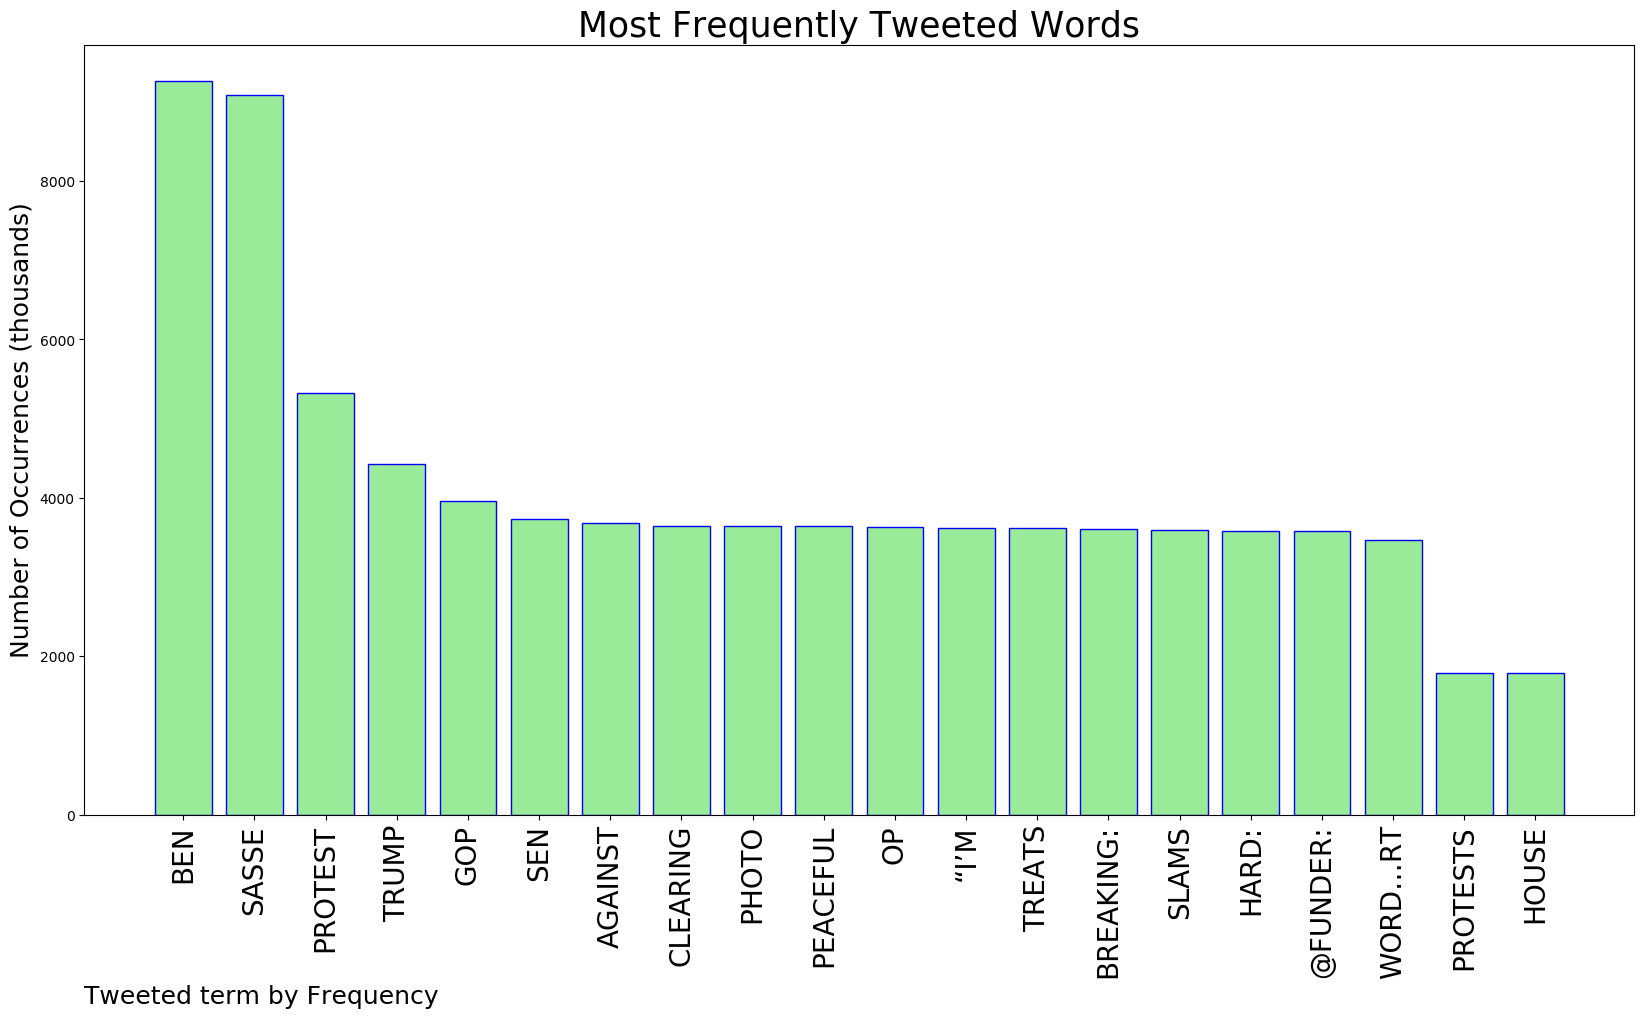 Most Frequently Tweeted Words
Number of Occurrences (thousands)
8000
6000
4000
2000
0
BEN
SASSE
PROTEST
TRUMP
GOP
SEN
AGAINST
CLEARING
PHOTO
PEACEFUL
OP
“I’M
TREATS
BREAKING:
SLAMS
HARD:
@FUNDER:
WORD…RT
PROTESTS
HOUSE
Tweeted term by Frequency